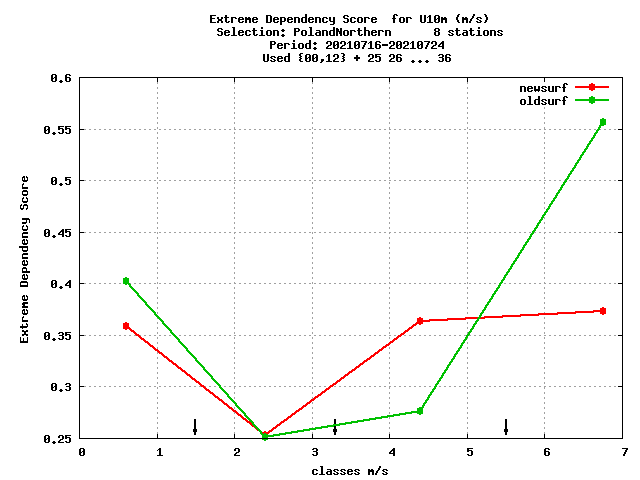 Extreme Dependency Score  for U10m (m/s)
Selection: PolandNorthern      8 stations
Period: 20210716-20210724
Used {00,12} + 25 26 ... 36
newsurf
oldsurf
0.6
0.55
0.5
0.45
0.4
0.35
0.3
0.25
Extreme Dependency Score
0 1 2 3 4 5 6 7
classes m/s